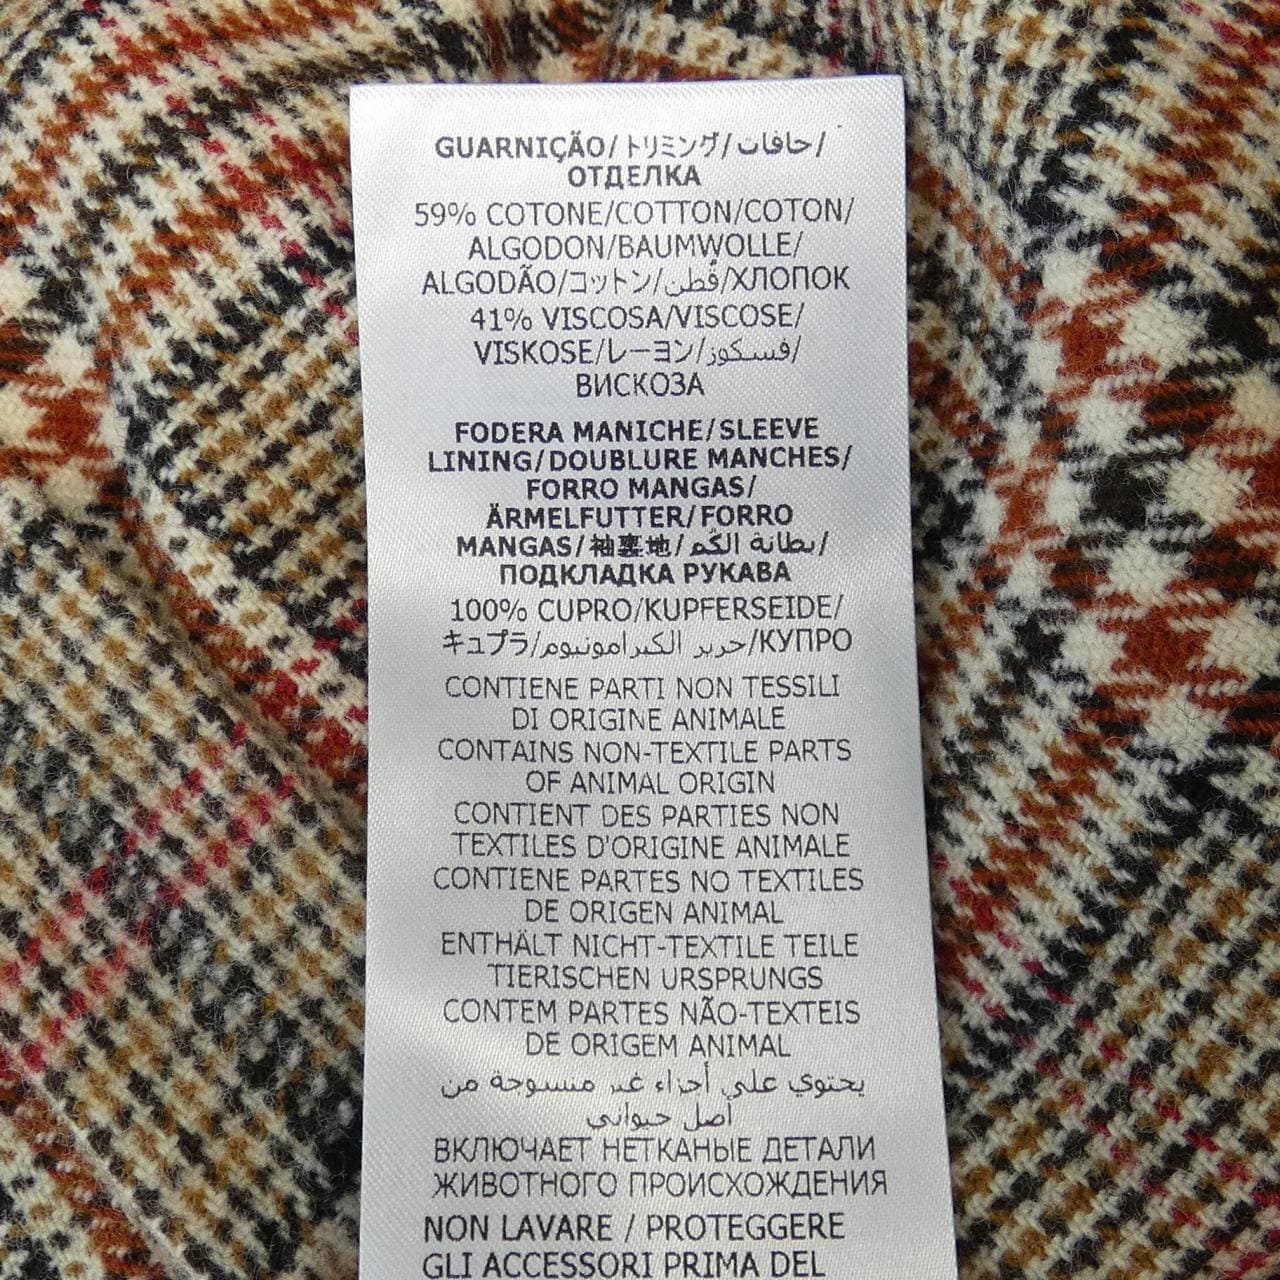 GUARNIÇÃO/トリミング/حافات/
ОТДЕЛКА
59% COTONE/COTTON/COTON/
ALGODON/BAUMWOLLE/
ALGODÃO/コットン/قُطن/ХЛОПОК
41% VISCOSA/VISCOSE/
VISKOSE/レーヨン/فسكوز/
ВИСКОЗА
FODERA MANICHE/SLEEVE
LINING/DOUBLURE MANCHES/
FORRO MANGAS/
ÄRMELFUTTER/FORRO
MANGAS/袖裏地/بطانة الكم/
ПОДКЛАДКА РУКАВА
100% CUPRO/KUPFERSEIDE/
キュプラ/حرير الكبرامونيوم/КУПРО
CONTIENE PARTI NON TESSILI
DI ORIGINE ANIMALE
CONTAINS NON-TEXTILE PARTS
OF ANIMAL ORIGIN
CONTIENT DES PARTIES NON
TEXTILES D'ORIGINE ANIMALE
CONTIENE PARTES NO TEXTILES
DE ORIGEN ANIMAL
ENTHÄLT NICHT-TEXTILE TEILE
TIERISCHEN URSPRUNGS
CONTEM PARTES NÃO-TEXTEIS
DE ORIGEM ANIMAL
يحتوي على أجزاء غير منسوجة من
أصل حيواني
ВКЛЮЧАЕТ НЕТКАНЫЕ ДЕТАЛИ
ЖИВОТНОГО ПРОИСХОЖДЕНИЯ
NON LAVARE / PROTEGGERE
GLI ACCESSORI PRIMA DEL